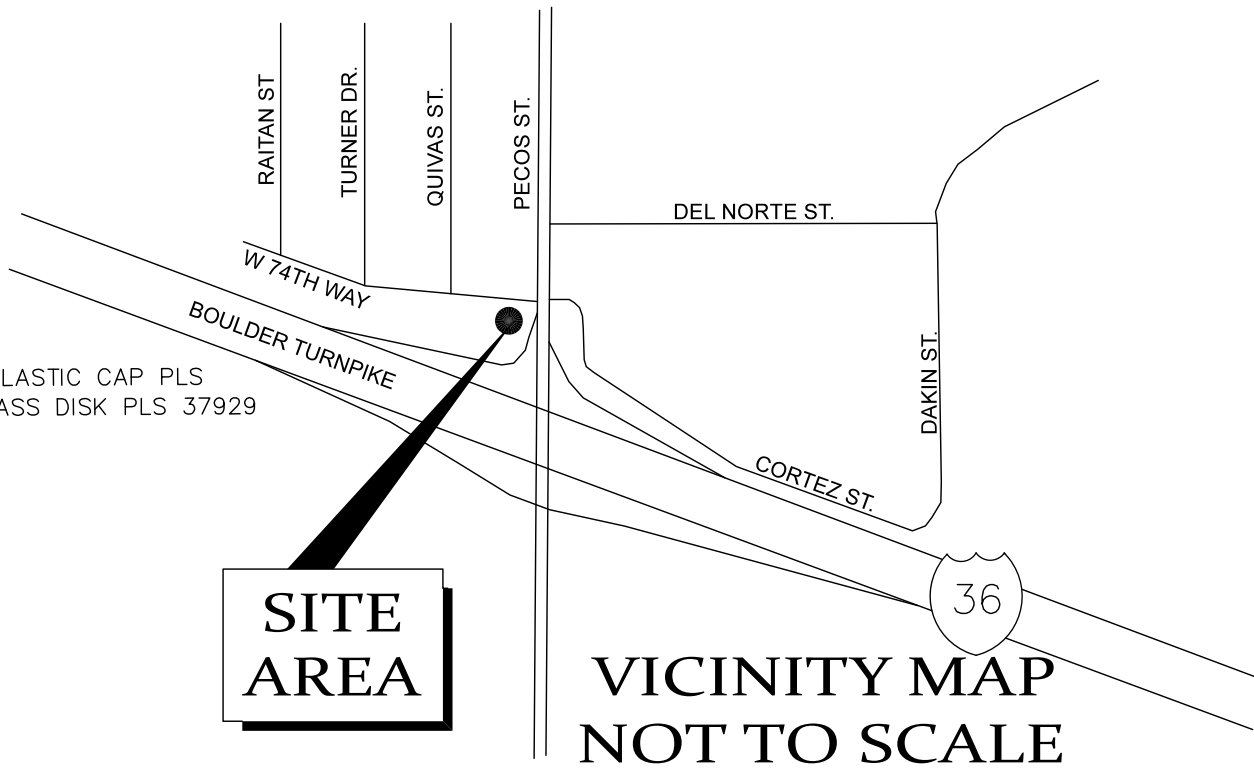 RAITAN ST
TURNER DR.
QUIVAS ST.
PECOS ST.
DEL NORTE ST.
W 74TH WAY
BOULDER TURNPIKE
LASTIC CAP PLS
ASS DISK PLS 37929
DAKIN ST.
CORTEZ ST.
36
SITE
AREA
VICINITY MAP
NOT TO SCALE